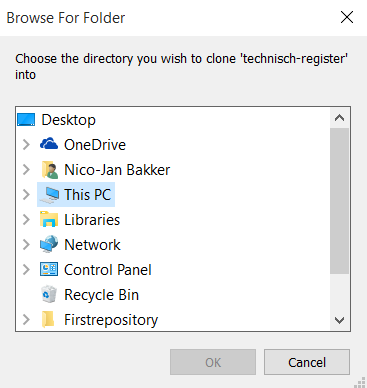 Browse For Folder
Choose the directory you wish to clone 'technisch-register'
into
Desktop
OneDrive
Nico-Jan Bakker
This PC
Libraries
Network
Control Panel
Recycle Bin
Firstrepository
OK
Cancel